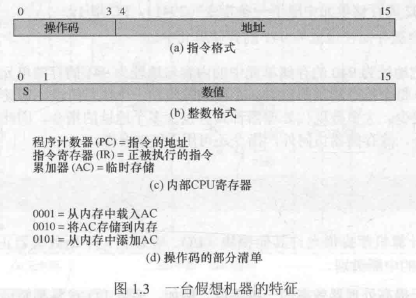 0 3 4 15
操作码 地址
(a) 指令格式
0 1 15
S 数值
(b) 整数格式
程序计数器 (PC) = 指令的地址
指令寄存器 (IR) = 正被执行的指令
累加器 (AC) = 临时存储
(c) 内部CPU寄存器
0001 = 从内存中载入AC
0010 = 将AC存储到内存
0101 = 从内存中添加AC
(d) 操作码的部分清单
图 1.3 一台假想机器的特征